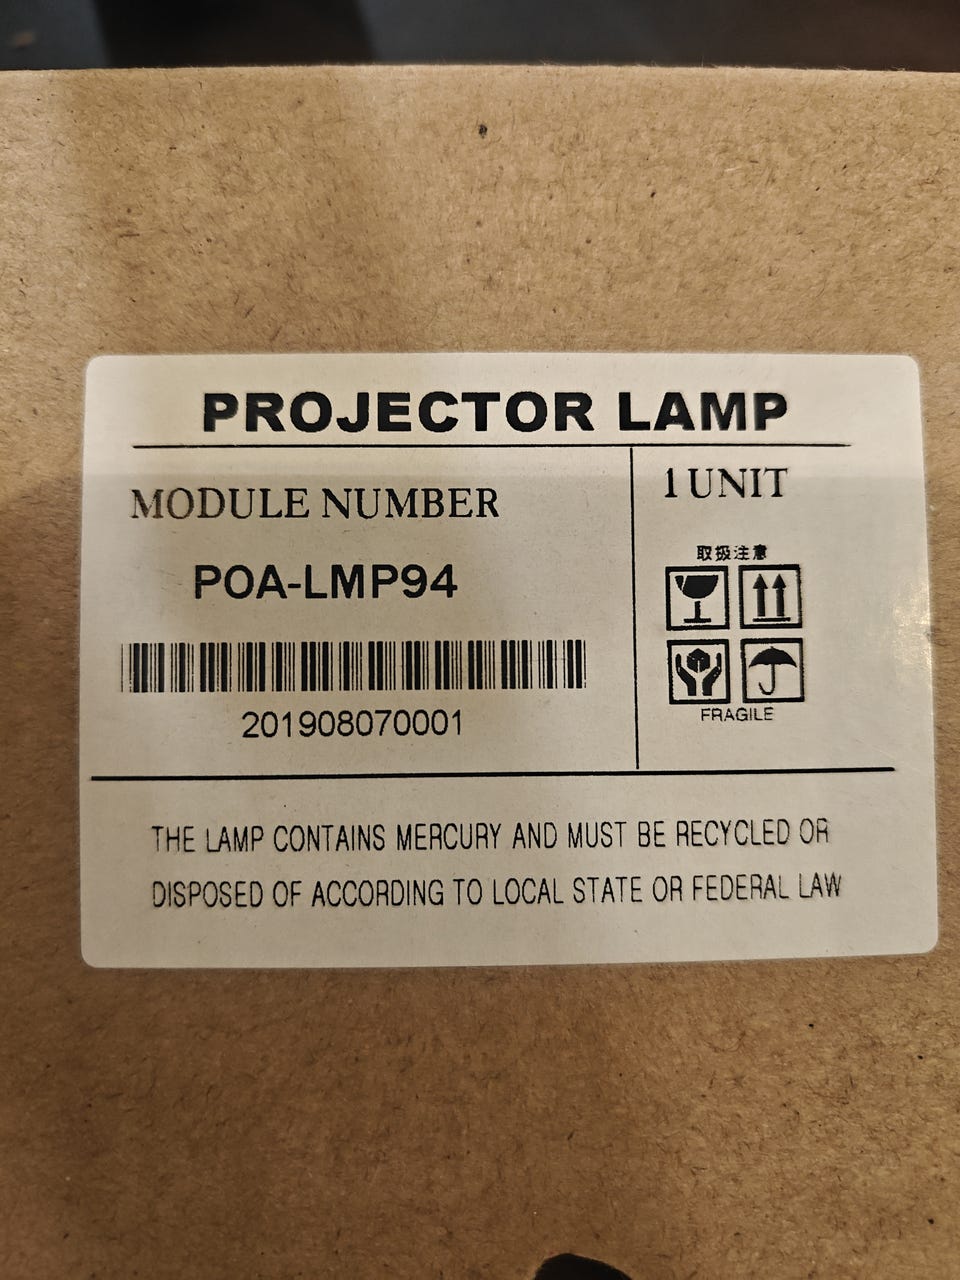 PROJECTOR LAMP
MODULE NUMBER
POA-LMP94
201908070001
1 UNIT
取扱注意
FRAGILE
THE LAMP CONTAINS MERCURY AND MUST BE RECYCLED OR
DISPOSED OF ACCORDING TO LOCAL STATE OR FEDERAL LAW